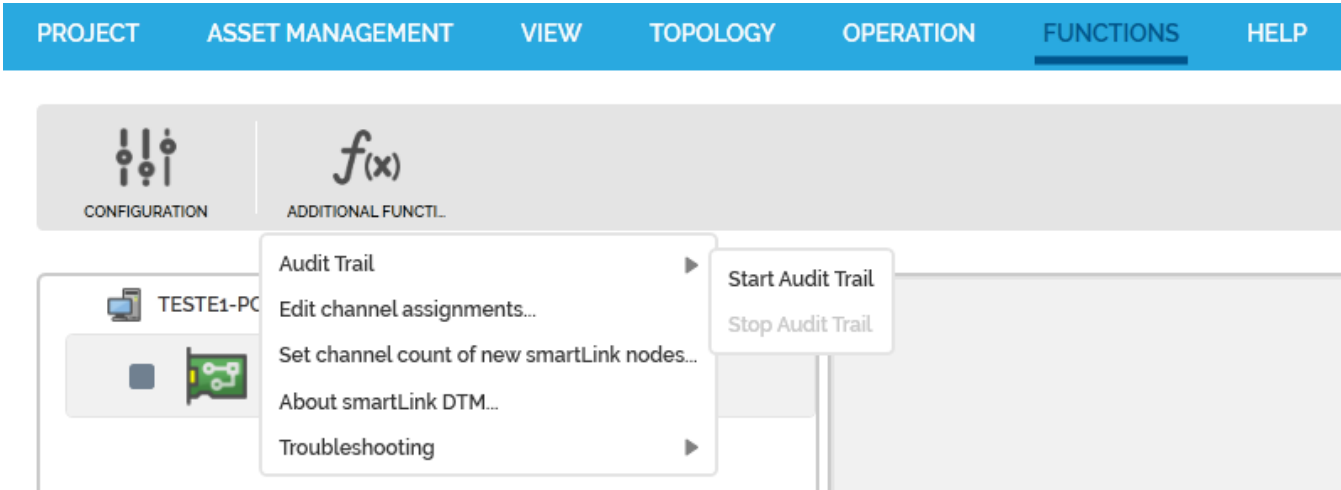 PROJECT ASSET MANAGEMENT VIEW TOPOLOGY OPERATION FUNCTIONS HELP
f(x)
CONFIGURATION ADDITIONAL FUNCTI...
TESTE1-PC
Audit Trail
Edit channel assignments...
Set channel count of new smartLink nodes...
About smartLink DTM...
Troubleshooting
Start Audit Trail
Stop Audit Trail